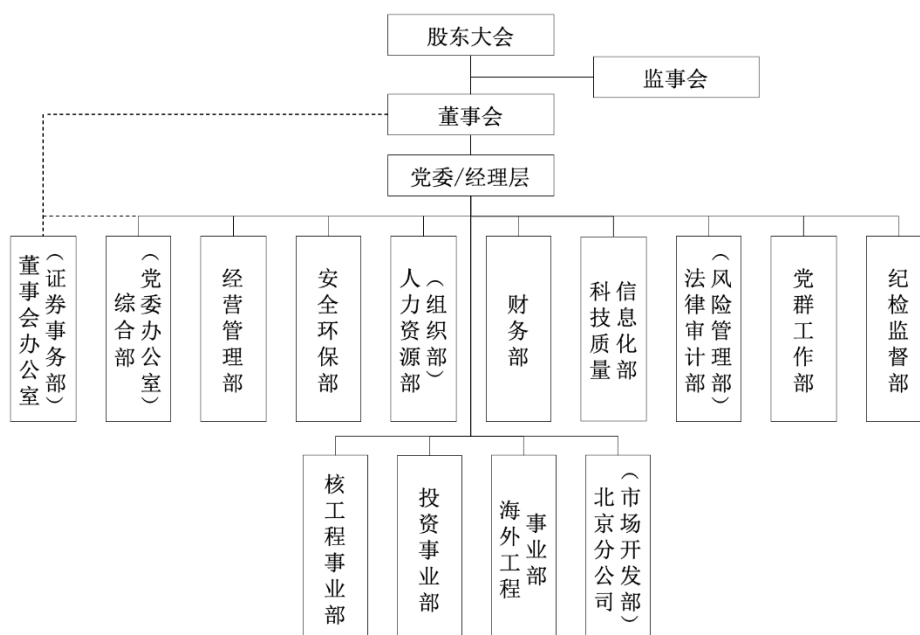 股东大会
监事会
董事会
党委/经理层
董事会办公室
（证券事务部）
综合部
（党委办公室）
经营管理部
安全环保部
人力资源部
（组织部）
财务部
科技质量
信息化部
法律审计部
（风险管理部）
党群工作部
纪检监督部
核工程事业部
投资事业部
海外工程
事业部
北京分公司
（市场开发部）